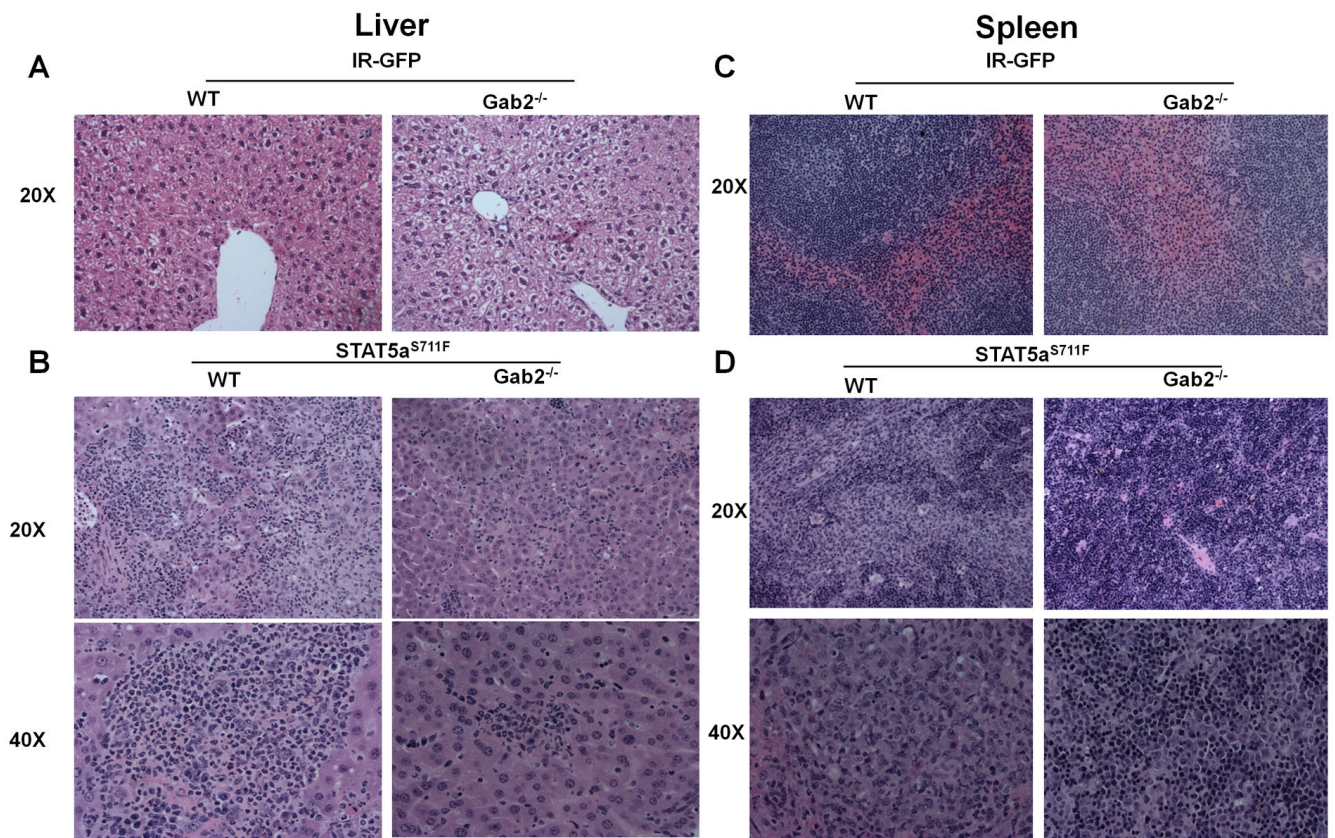 Liver
IR-GFP
A
WT Gab2-/-
20X
B
STAT5aS711F
WT Gab2-/-
20X
40X
Spleen
IR-GFP
C
WT Gab2-/-
20X
D
STAT5aS711F
WT Gab2-/-
20X
40X